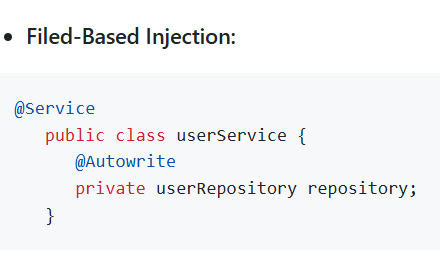 • Filed-Based Injection:
@Service
public class userService {
@Autowrite
private userRepository repository;
}